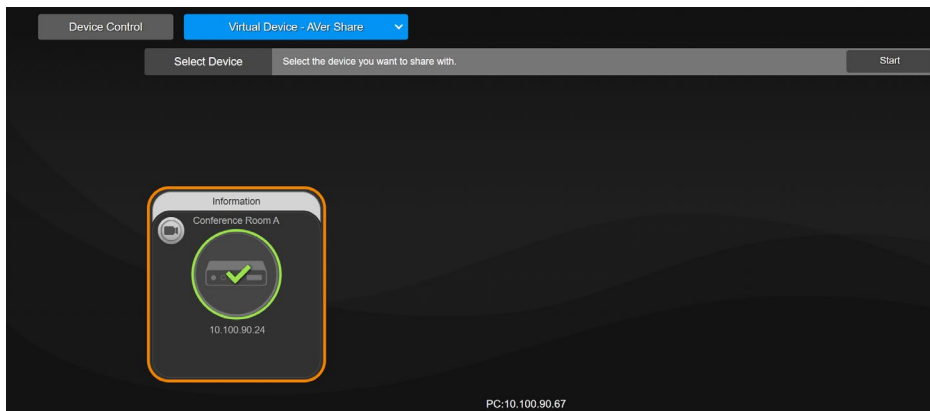 Device Control
Virtual Device - AVer Share
Select Device
Select the device you want to share with.
Start
Information
Conference Room A
10.100.90.24
PC:10.100.90.67